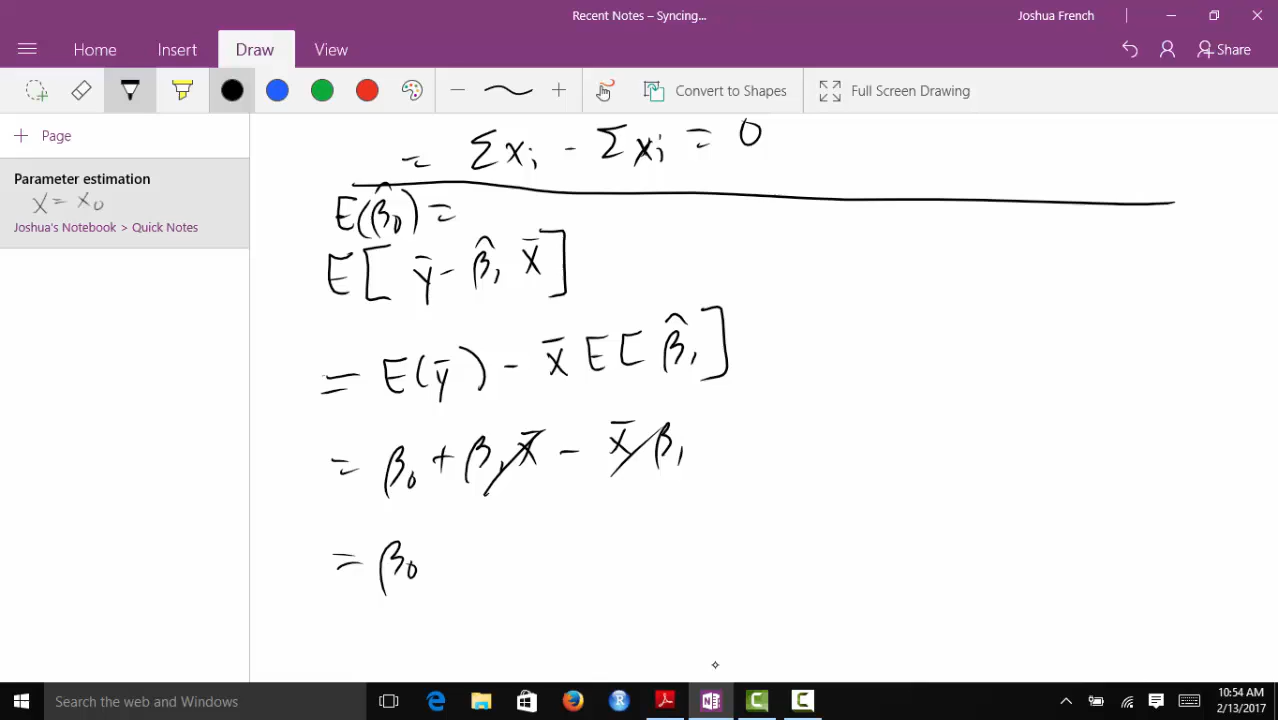 Recent Notes – Syncing...
Joshua French
Home
Insert
Draw
View
Share
Convert to Shapes
Full Screen Drawing
+ Page
Parameter estimation
X = x₀
Joshua's Notebook > Quick Notes
= Σxᵢ - Σxᵢ = 0
E(β̂₀) =
E[ȳ - β̂₁ x̄]
= E(ȳ) - x̄ E[β̂₁]
= β₀ + β₁x̄ - x̄β₁
= β₀
Search the web and Windows
10:54 AM
2/13/2017